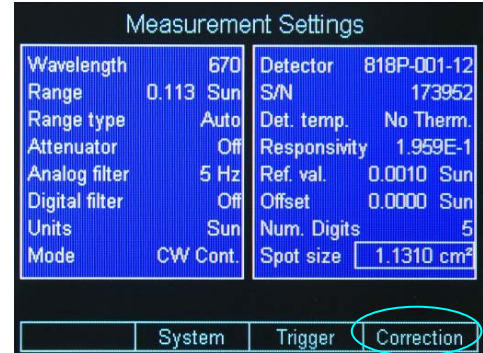 Measurement Settings
Wavelength 670
Range 0.113 Sun
Range type Auto
Attenuator Off
Analog filter 5 Hz
Digital filter Off
Units Sun
Mode CW Cont.
Detector 818P-001-12
S/N 173952
Det. temp. No Therm.
Responsivity 1.959E-1
Ref. val. 0.0010 Sun
Offset 0.0000 Sun
Num. Digits 5
Spot size 1.1310 cm²
System Trigger Correction